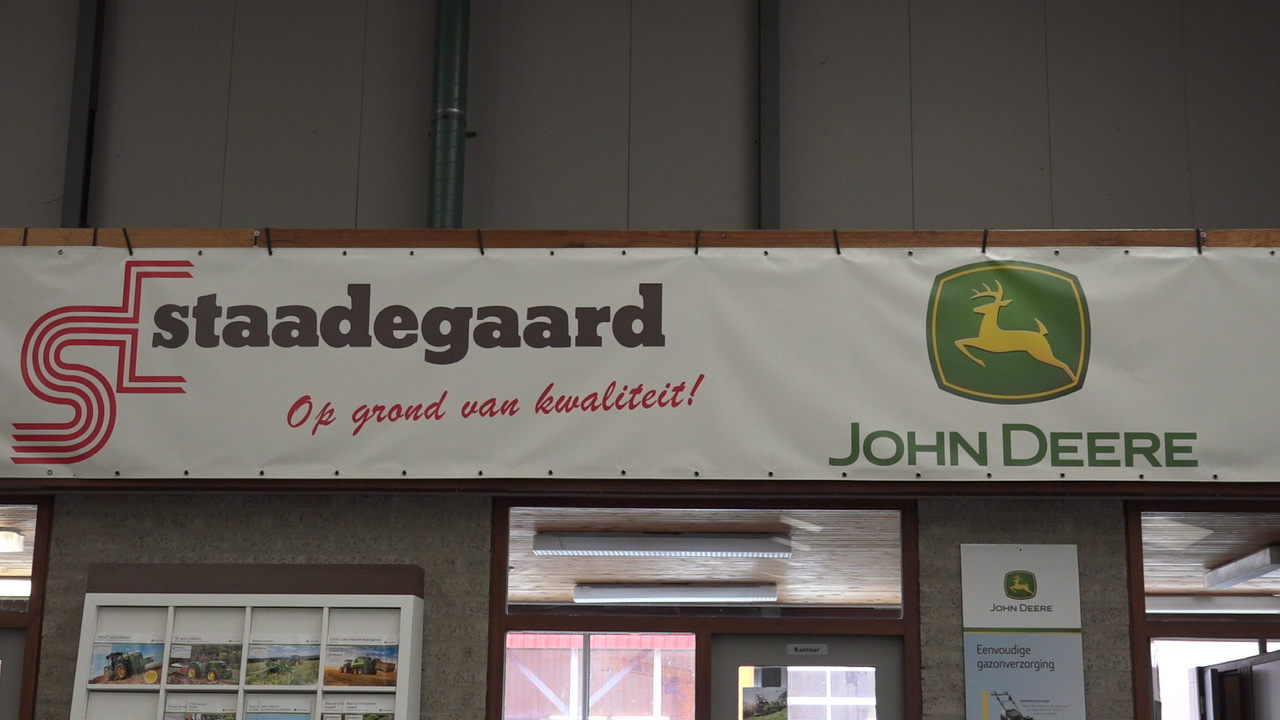 staadegaard
Op grond van kwaliteit!
JOHN DEERE
Kantoor
JOHN DEERE
Eenvoudige
gazonverzorging